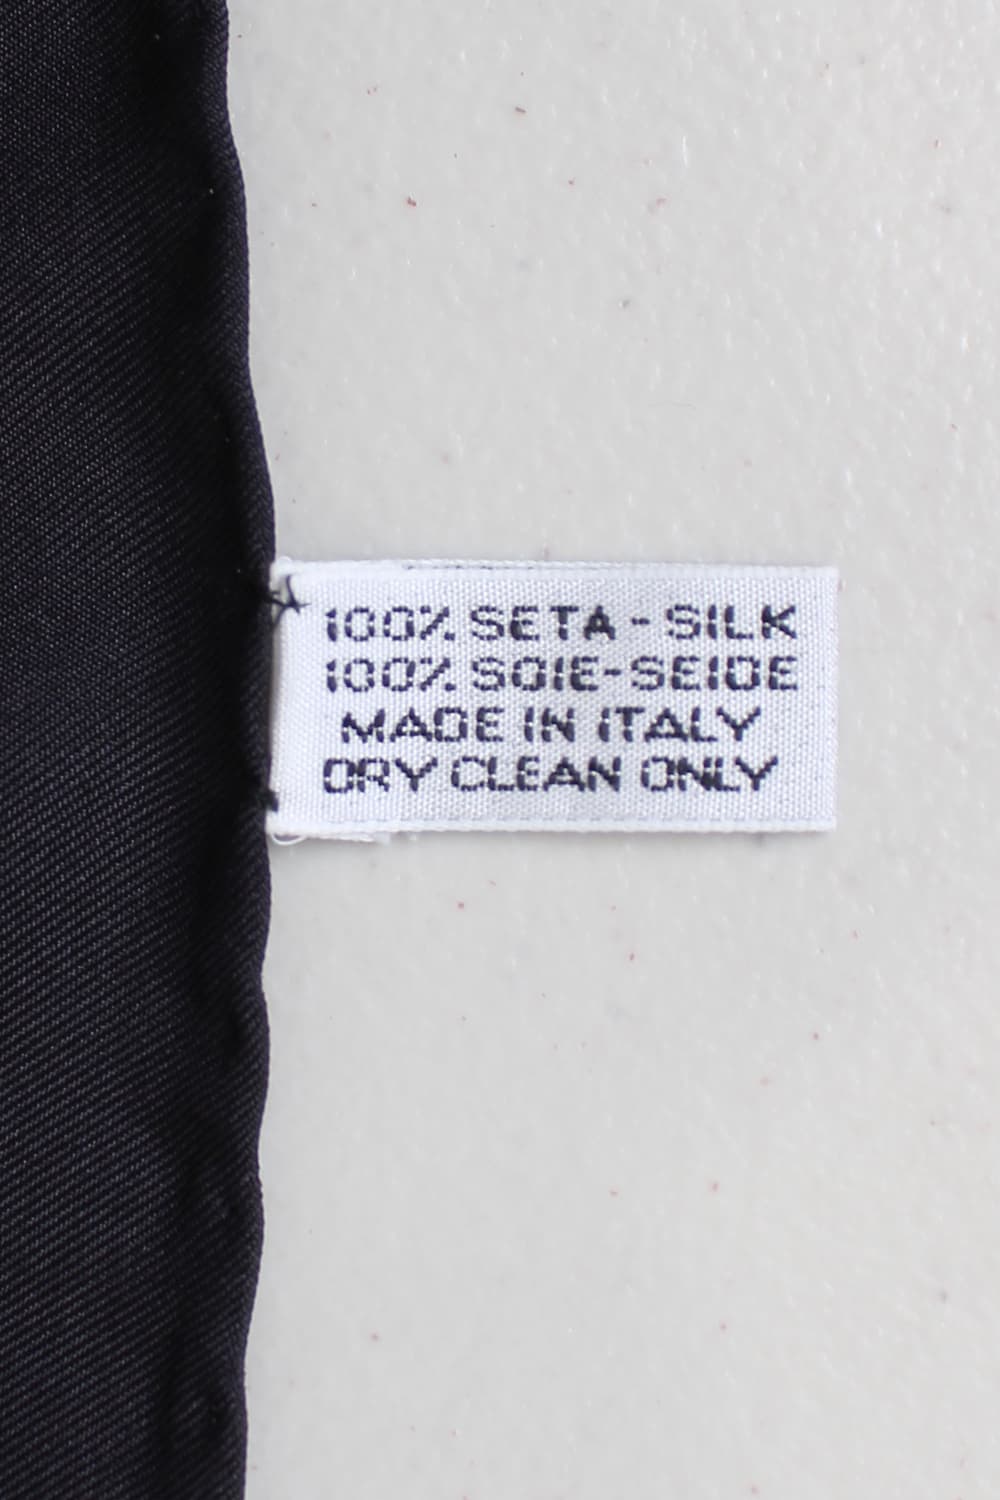 100% SETA - SILK
100% SOIE-SEIDE
MADE IN ITALY
DRY CLEAN ONLY